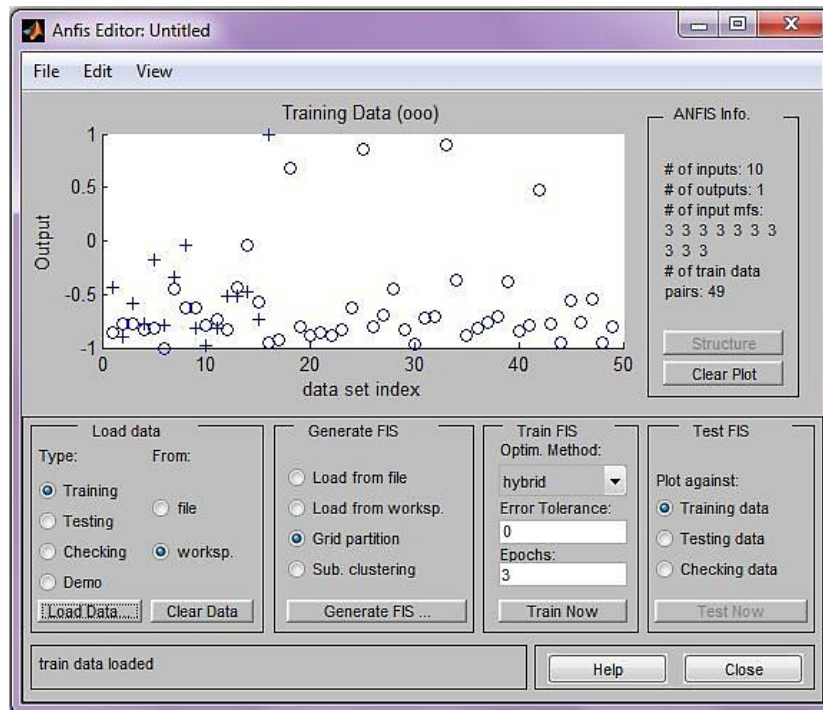 Anfis Editor: Untitled
File Edit View
Training Data (ooo)
1
0.5
0
-0.5
-1
Output
0 10 20 30 40 50
data set index
ANFIS Info.
# of inputs: 10
# of outputs: 1
# of input mfs:
3 3 3 3 3 3 3
3 3 3
# of train data
pairs: 49
Structure
Clear Plot
Load data
Type: From:
Training
Testing
Checking
Demo
file
worksp.
Load Data...
Clear Data
Generate FIS
Load from file
Load from worksp.
Grid partition
Sub. clustering
Generate FIS ...
Train FIS
Optim. Method:
hybrid
Error Tolerance:
0
Epochs:
3
Train Now
Test FIS
Plot against:
Training data
Testing data
Checking data
Test Now
train data loaded
Help
Close